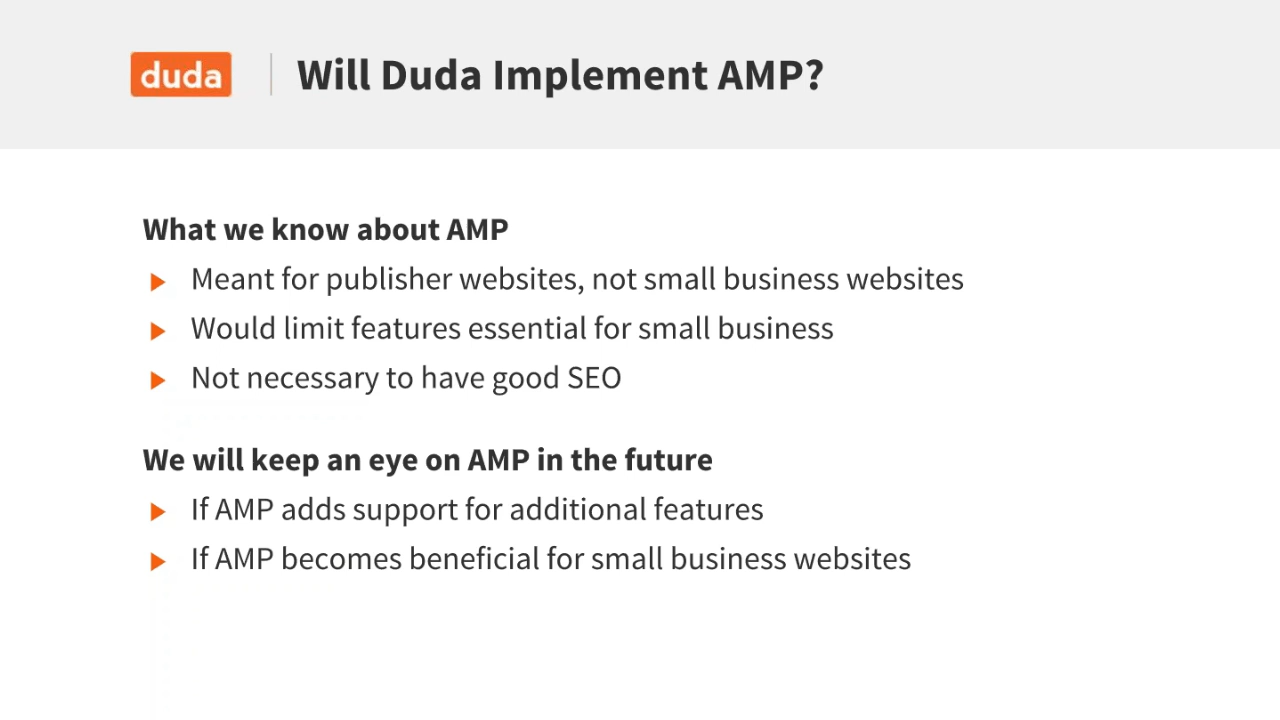 duda
Will Duda Implement AMP?
What we know about AMP
Meant for publisher websites, not small business websites
Would limit features essential for small business
Not necessary to have good SEO
We will keep an eye on AMP in the future
If AMP adds support for additional features
If AMP becomes beneficial for small business websites